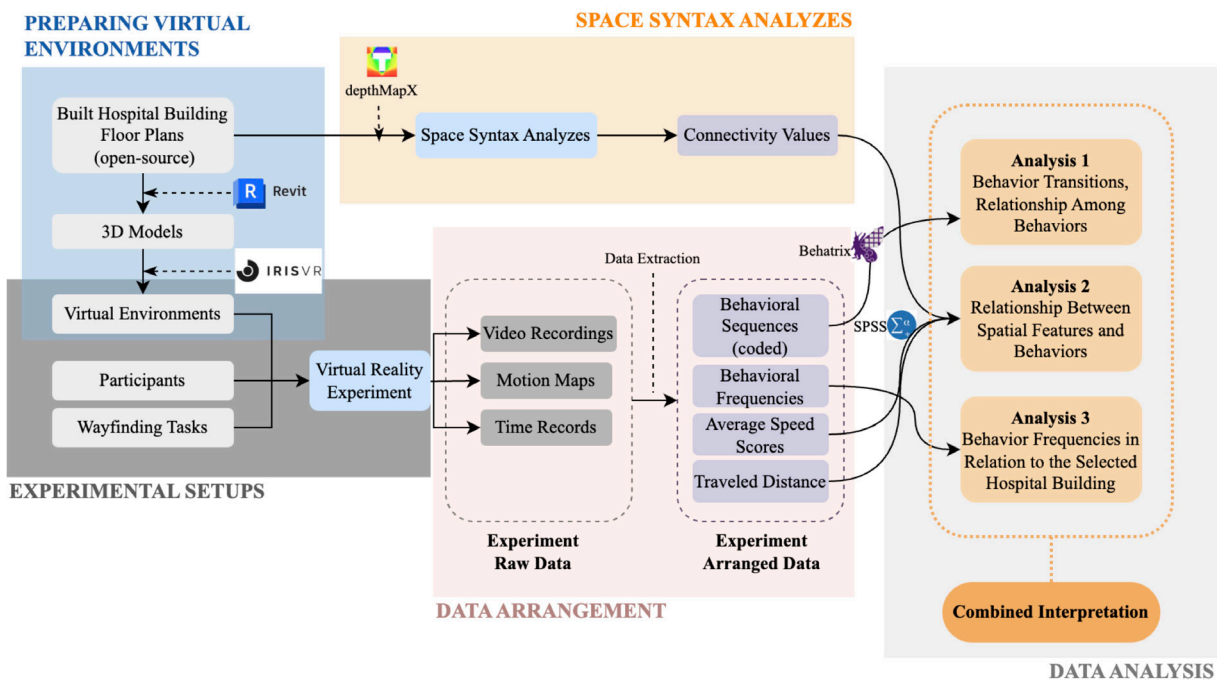 PREPARING VIRTUAL
ENVIRONMENTS
SPACE SYNTAX ANALYZES
Built Hospital Building
Floor Plans
(open-source)
R Revit
3D Models
IRISVR
Virtual Environments
Participants
Wayfinding Tasks
EXPERIMENTAL SETUPS
Virtual Reality
Experiment
depthMapX
Space Syntax Analyzes
Connectivity Values
Video Recordings
Motion Maps
Time Records
Experiment
Raw Data
Data Extraction
Behavioral
Sequences
(coded)
Behavioral
Frequencies
Average Speed
Scores
Traveled Distance
Experiment
Arranged Data
DATA ARRANGEMENT
Behatrix
SPSS Σα
Analysis 1
Behavior Transitions,
Relationship Among
Behaviors
Analysis 2
Relationship Between
Spatial Features and
Behaviors
Analysis 3
Behavior Frequencies in
Relation to the Selected
Hospital Building
Combined Interpretation
DATA ANALYSIS